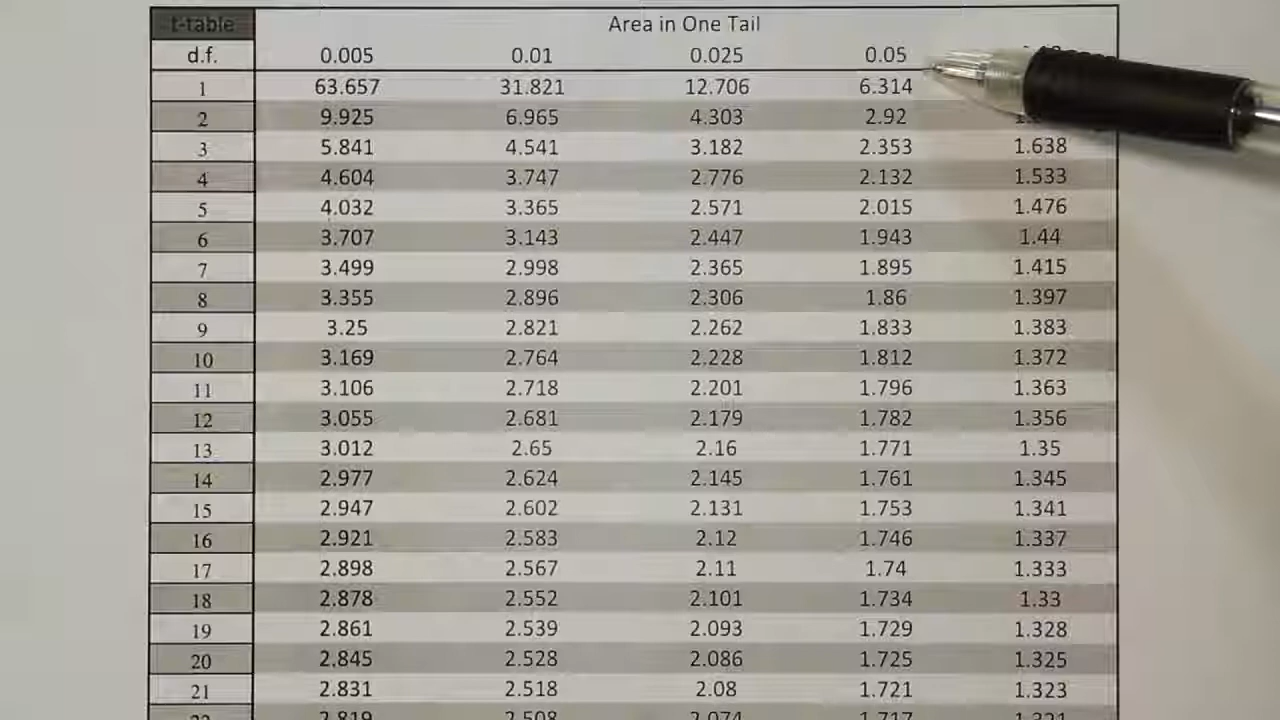 t-table Area in One Tail
d.f. 0.005 0.01 0.025 0.05
1 63.657 31.821 12.706 6.314
2 9.925 6.965 4.303 2.92
3 5.841 4.541 3.182 2.353 1.638
4 4.604 3.747 2.776 2.132 1.533
5 4.032 3.365 2.571 2.015 1.476
6 3.707 3.143 2.447 1.943 1.44
7 3.499 2.998 2.365 1.895 1.415
8 3.355 2.896 2.306 1.86 1.397
9 3.25 2.821 2.262 1.833 1.383
10 3.169 2.764 2.228 1.812 1.372
11 3.106 2.718 2.201 1.796 1.363
12 3.055 2.681 2.179 1.782 1.356
13 3.012 2.65 2.16 1.771 1.35
14 2.977 2.624 2.145 1.761 1.345
15 2.947 2.602 2.131 1.753 1.341
16 2.921 2.583 2.12 1.746 1.337
17 2.898 2.567 2.11 1.74 1.333
18 2.878 2.552 2.101 1.734 1.33
19 2.861 2.539 2.093 1.729 1.328
20 2.845 2.528 2.086 1.725 1.325
21 2.831 2.518 2.08 1.721 1.323
22 2.819 2.508 2.074 1.717 1.321